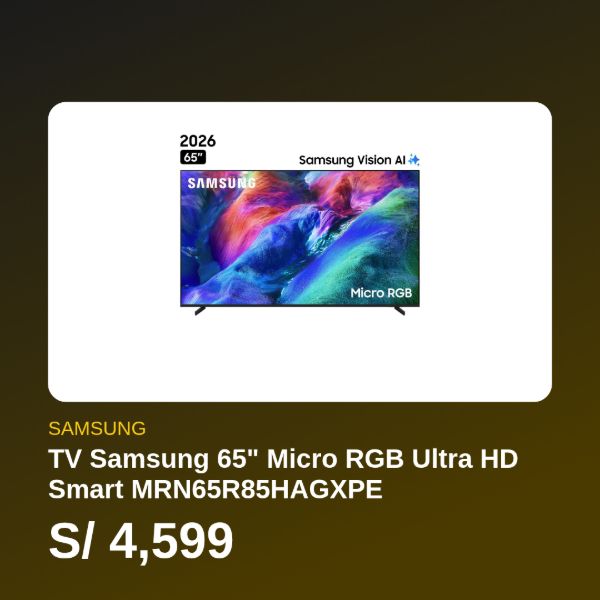 2026
65"
Samsung Vision AI
SAMSUNG
Micro RGB
SAMSUNG
TV Samsung 65" Micro RGB Ultra HD
Smart MRN65R85HAGXPE
S/ 4,599